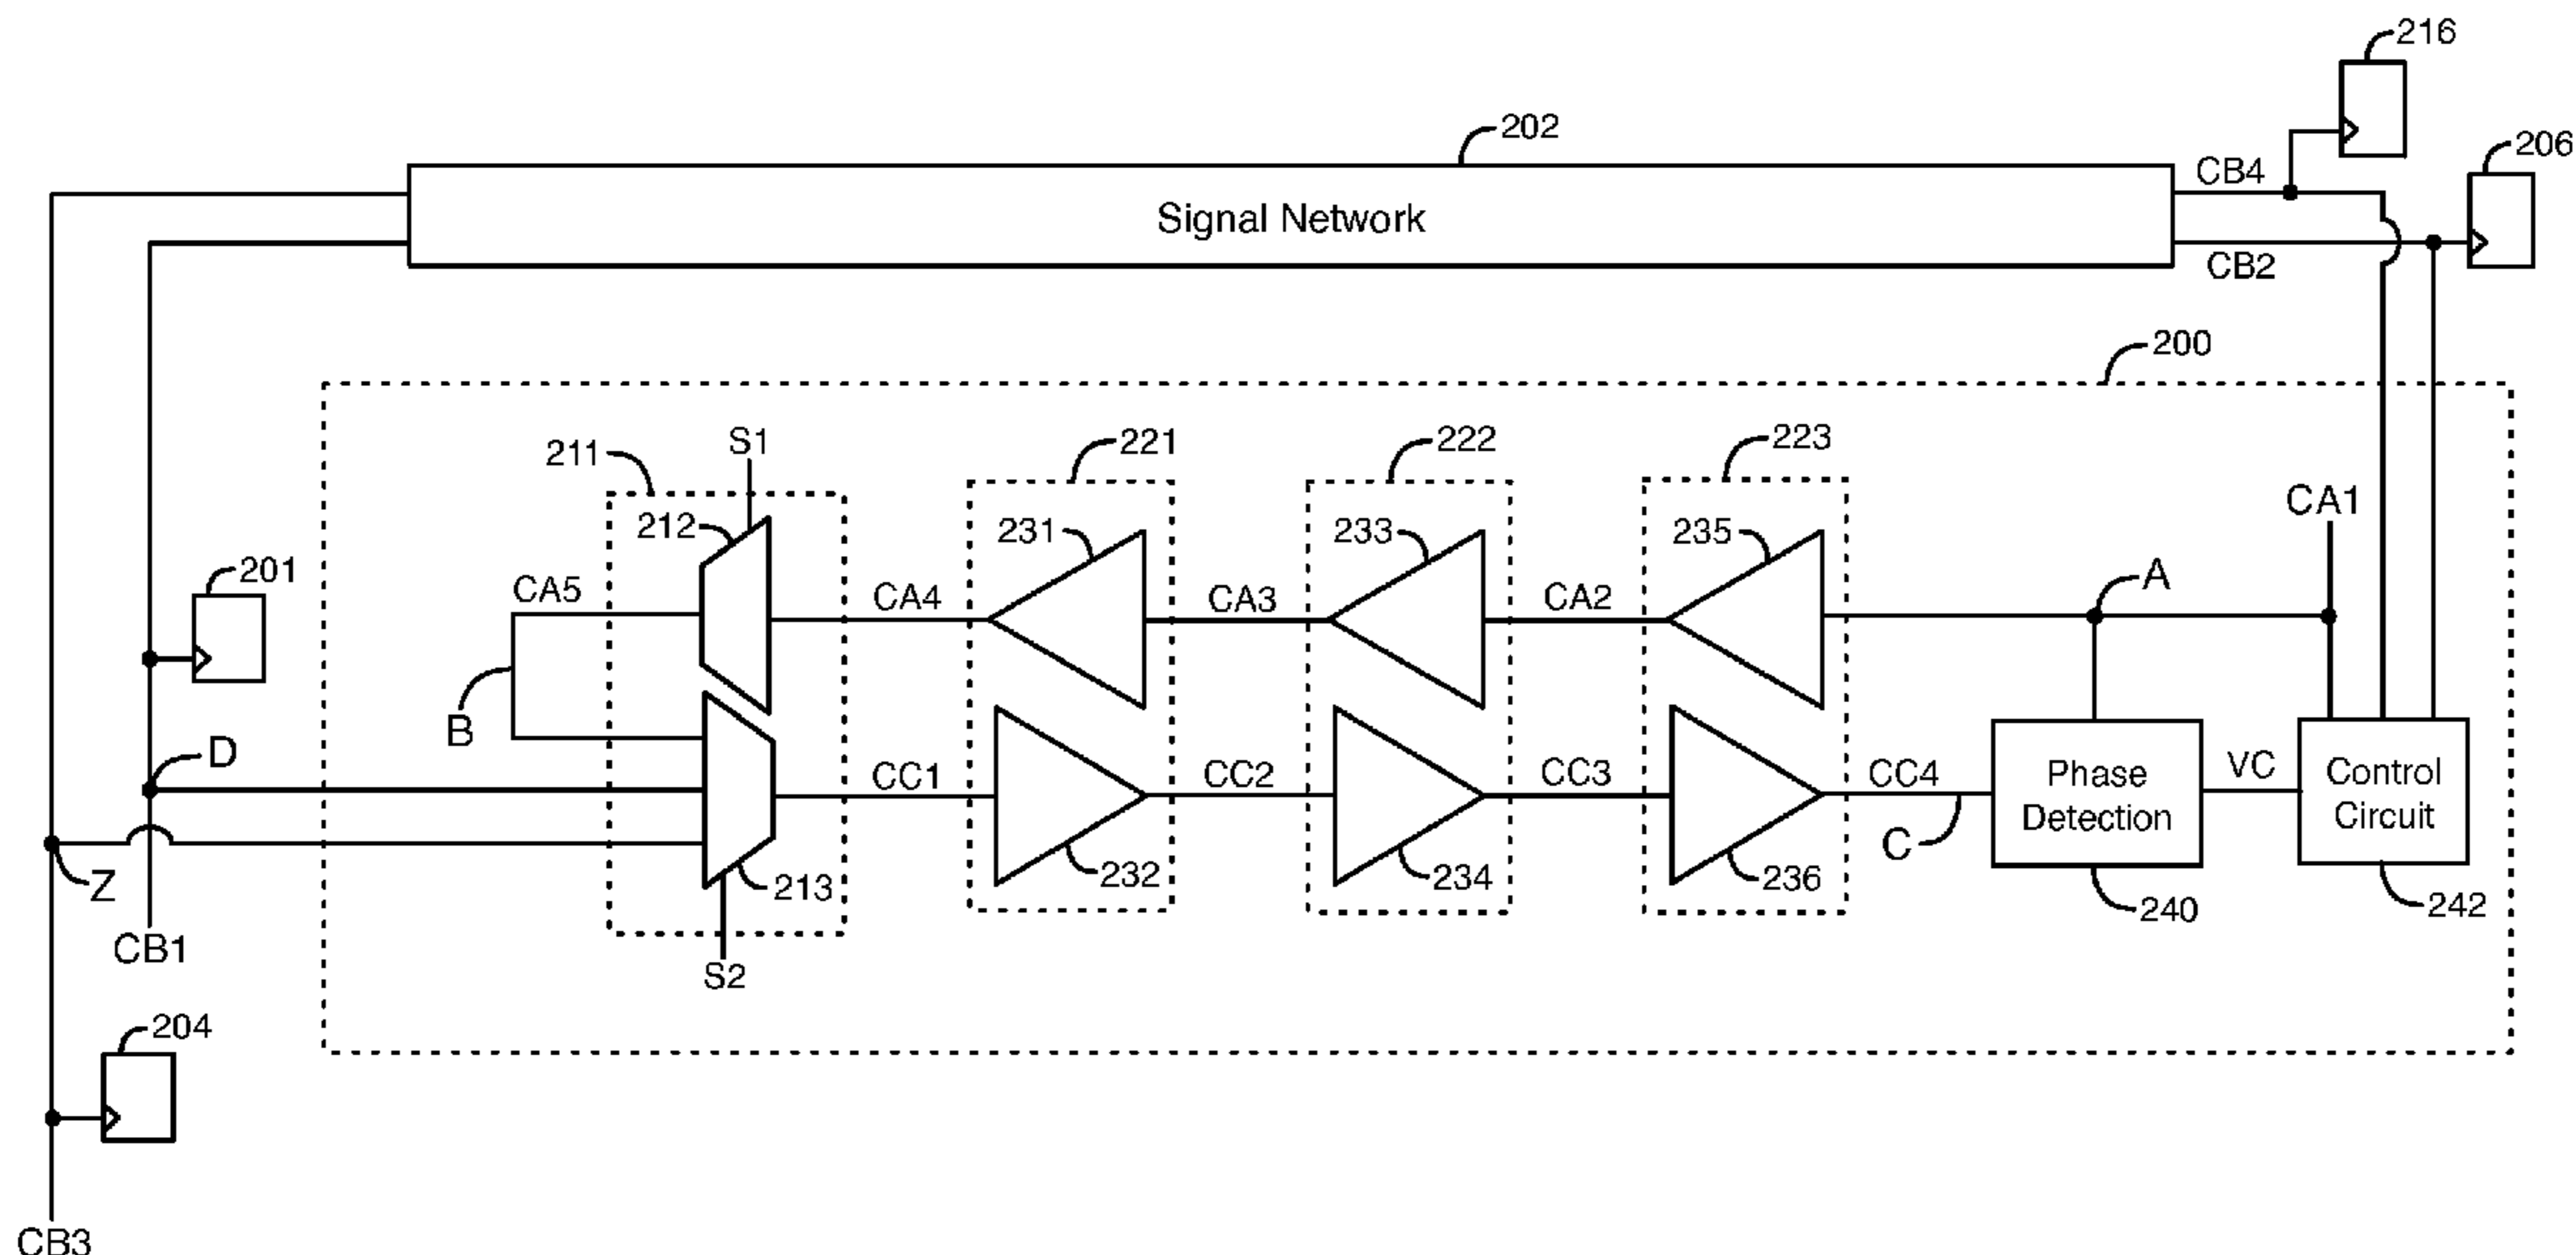 216
202
206
CB4
Signal Network
CB2
200
S1
211
221
222
223
212
231
233
235
CA1
201
CA5
CA4
CA3
CA2
A
B
D
CC1
CC2
CC3
CC4
Phase
Detection
VC
Control
Circuit
C
Z
213
232
234
236
240
242
CB1
S2
204
CB3